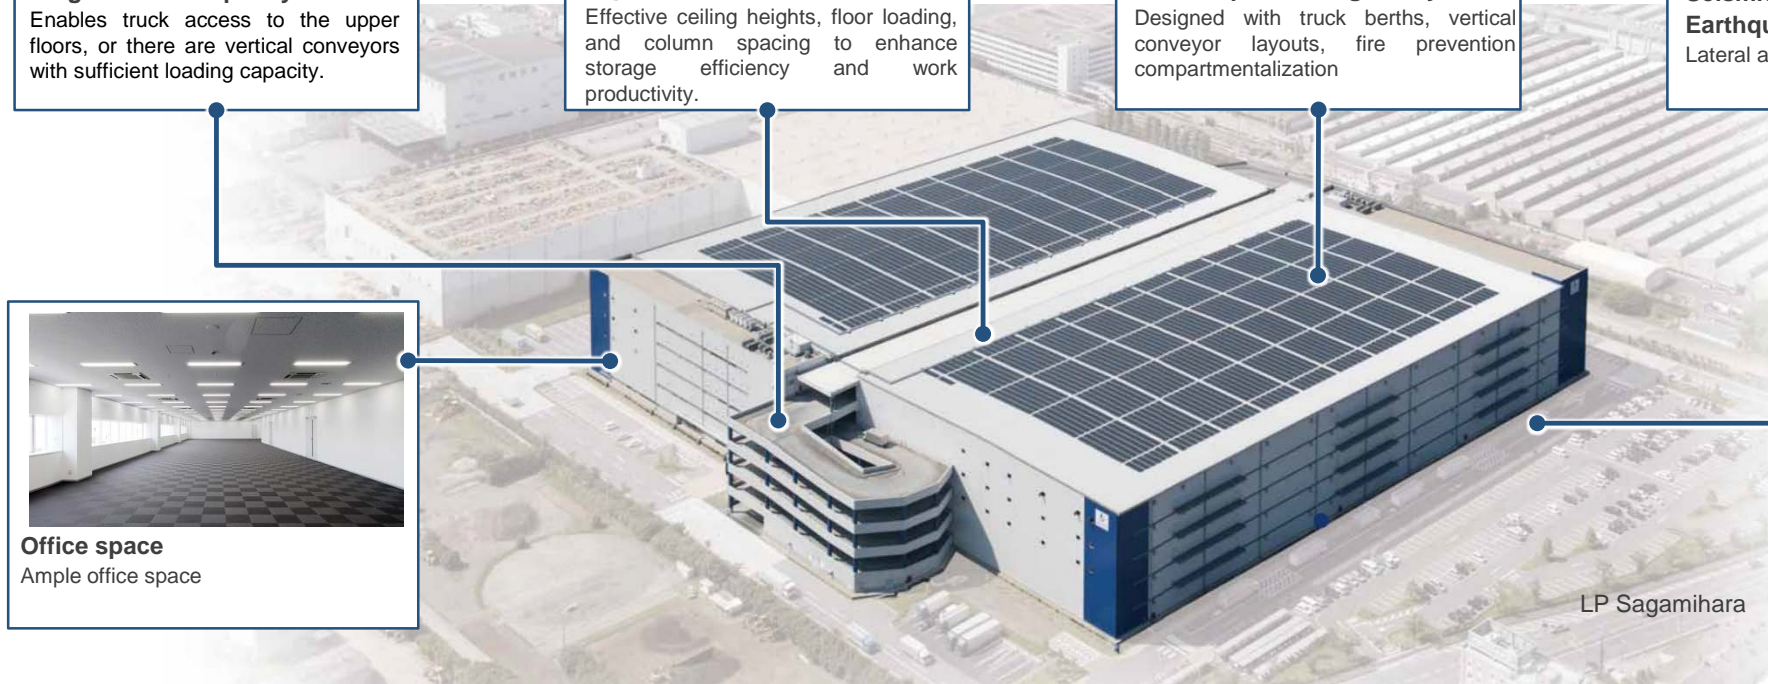 Enables truck access to the upper
floors, or there are vertical conveyors
with sufficient loading capacity.
Effective ceiling heights, floor loading,
and column spacing to enhance
storage efficiency and work
productivity.
Designed with truck berths, vertical
conveyor layouts, fire prevention
compartmentalization
Lateral a
Office space
Ample office space
LP Sagamihara